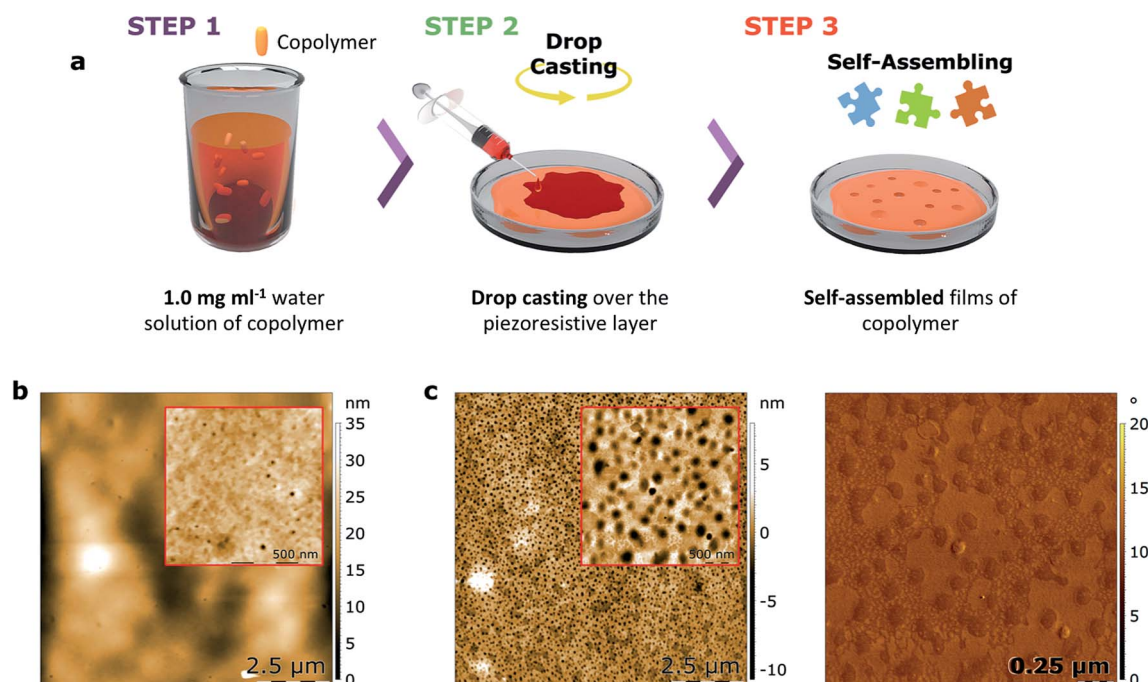 STEP 1
STEP 2
STEP 3
Copolymer
Drop
Casting
Self-Assembling
a
1.0 mg ml⁻¹ water
solution of copolymer
Drop casting over the
piezoresistive layer
Self-assembled films of
copolymer
b
nm
35
30
25
20
15
10
5
0
500 nm
2.5 μm
c
nm
5
0
-5
-10
500 nm
2.5 μm
°
20
15
10
5
0
0.25 μm